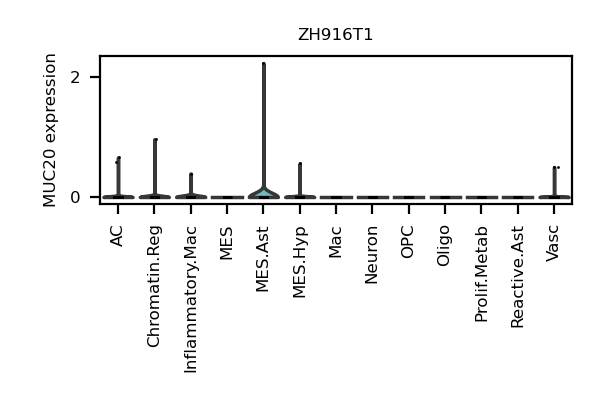 ZH916T1
MUC20 expression
2
0
AC
Chromatin.Reg
Inflammatory.Mac
MES
MES.Ast
MES.Hyp
Mac
Neuron
OPC
Oligo
Prolif.Metab
Reactive.Ast
Vasc